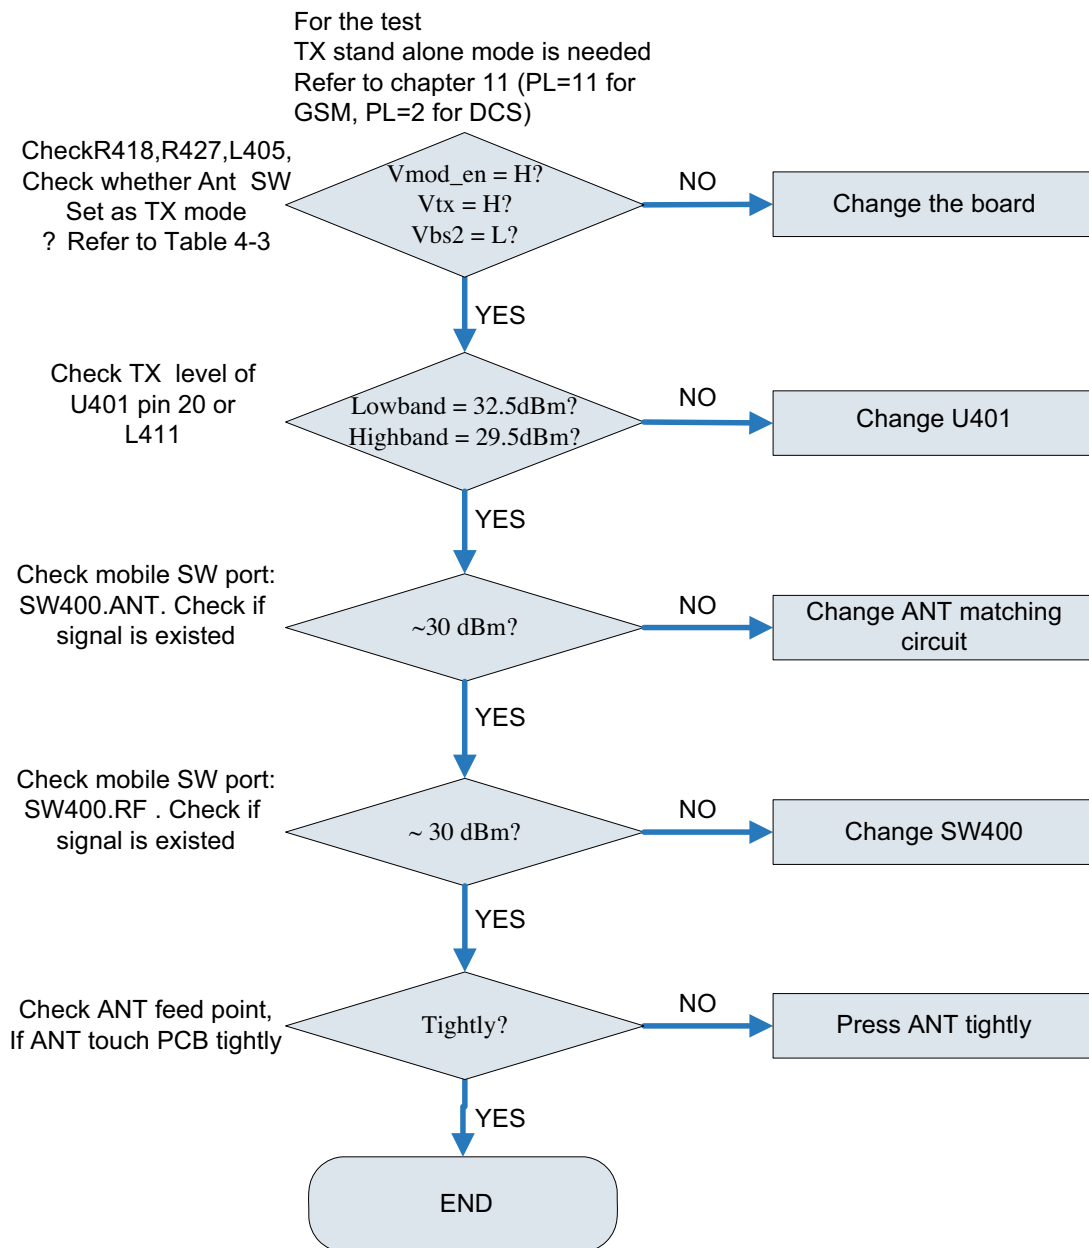 For the test
TX stand alone mode is needed
Refer to chapter 11 (PL=11 for
GSM, PL=2 for DCS)
CheckR418,R427,L405,
Check whether Ant SW
Set as TX mode
? Refer to Table 4-3
Vmod_en = H?
Vtx = H?
Vbs2 = L?
NO
Change the board
YES
Check TX level of
U401 pin 20 or
L411
Lowband = 32.5dBm?
Highband = 29.5dBm?
NO
Change U401
YES
Check mobile SW port:
SW400.ANT. Check if
signal is existed
~30 dBm?
NO
Change ANT matching
circuit
YES
Check mobile SW port:
SW400.RF . Check if
signal is existed
~ 30 dBm?
NO
Change SW400
YES
Check ANT feed point,
If ANT touch PCB tightly
Tightly?
NO
Press ANT tightly
YES
END